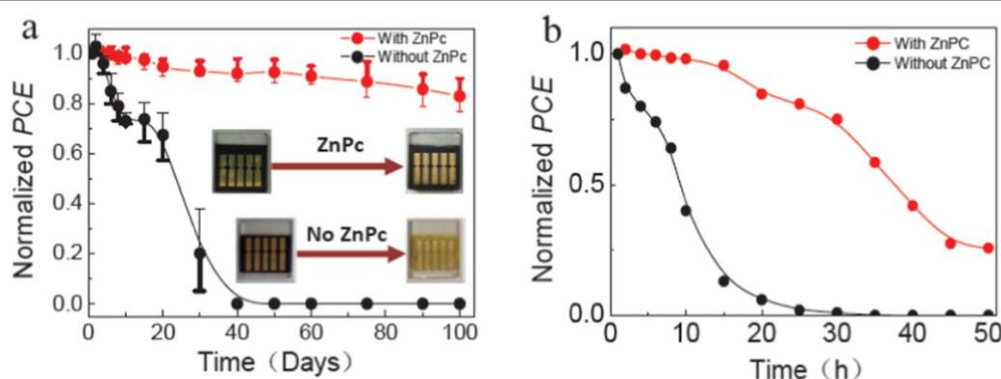 a
With ZnPc
Without ZnPc
Normalized PCE
1.0
0.8
0.6
0.4
0.2
0.0
ZnPc
No ZnPc
0
20
40
60
80
100
Time（Days）
b
With ZnPC
Without ZnPC
Normalized PCE
1.0
0.5
0.0
0
10
20
30
40
50
Time（h）